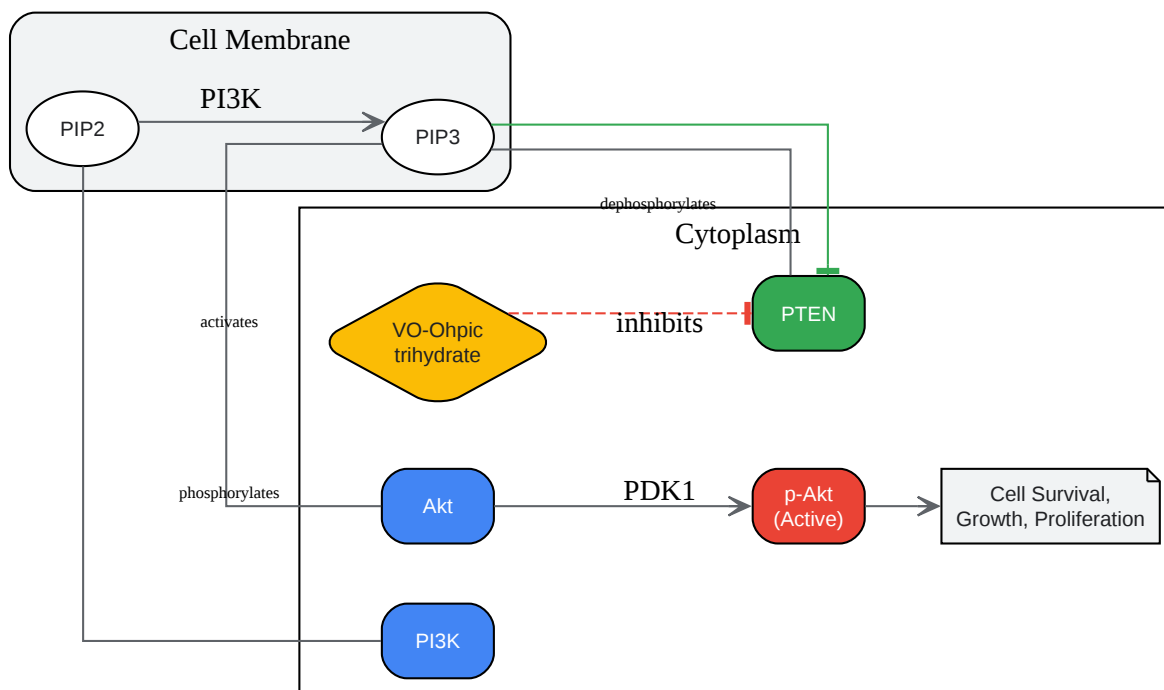 Cell Membrane
PI3K
PIP2
PIP3
dephosphorylates
Cytoplasm
activates
VO-Ohpic
trihydrate
inhibits
PTEN
phosphorylates
Akt
PDK1
p-Akt
(Active)
Cell Survival,
Growth, Proliferation
PI3K